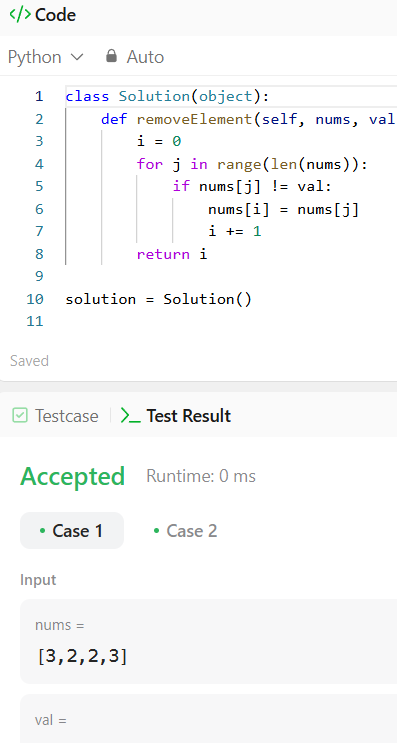 </> Code
Python Auto
1 class Solution(object):
2     def removeElement(self, nums, val
3         i = 0
4         for j in range(len(nums)):
5             if nums[j] != val:
6                 nums[i] = nums[j]
7                 i += 1
8         return i
9
10 solution = Solution()
11
Saved
Testcase >_ Test Result
Accepted Runtime: 0 ms
• Case 1 • Case 2
Input
nums =
[3,2,2,3]
val =